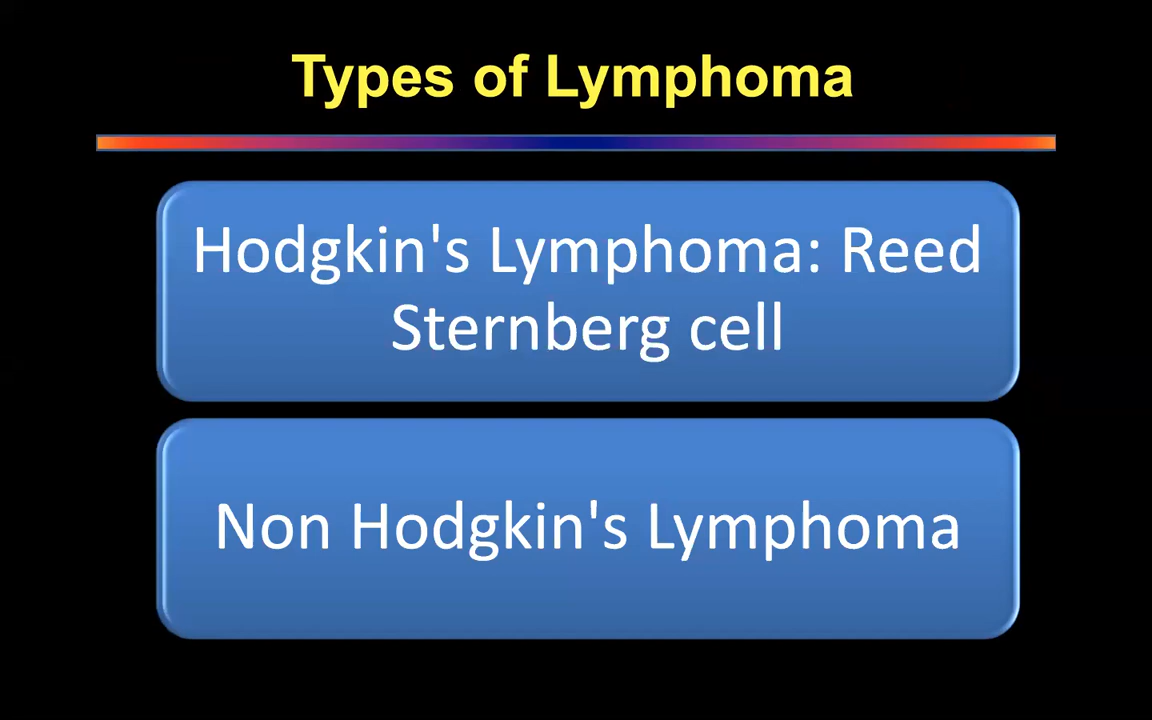 Types of Lymphoma
Hodgkin's Lymphoma: Reed
Sternberg cell
Non Hodgkin's Lymphoma